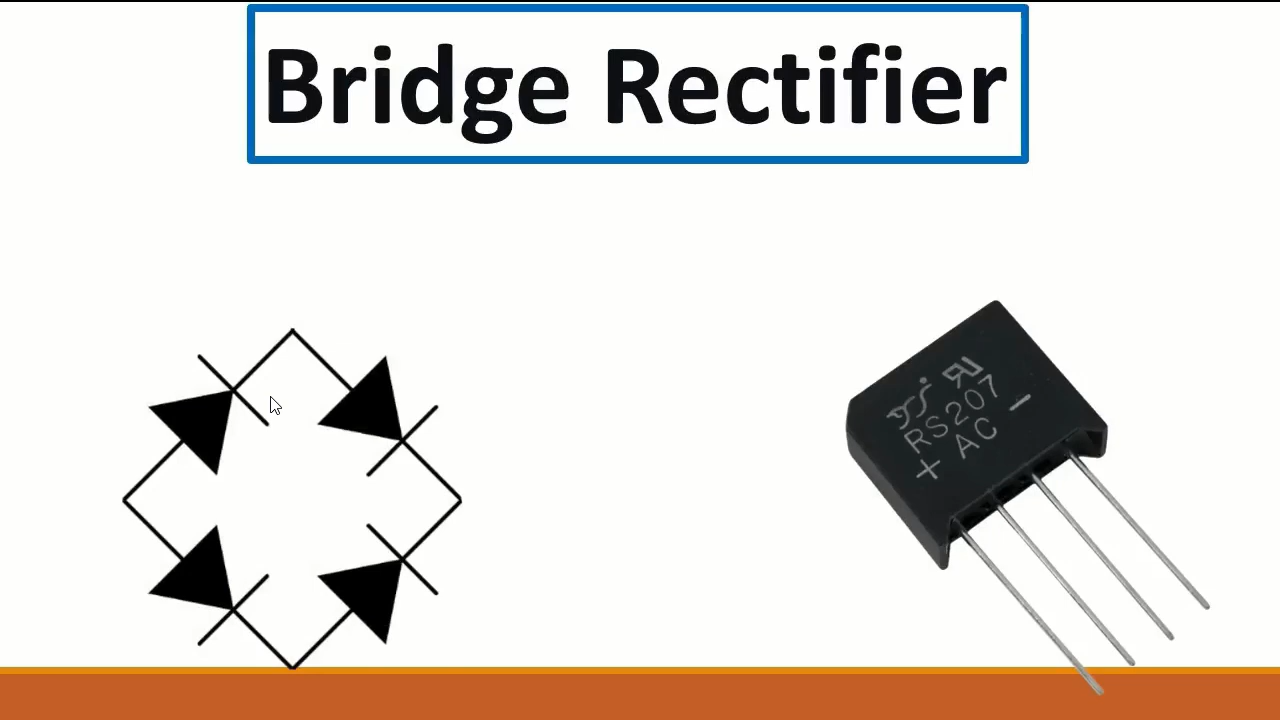 Bridge Rectifier
RS207
+ AC −